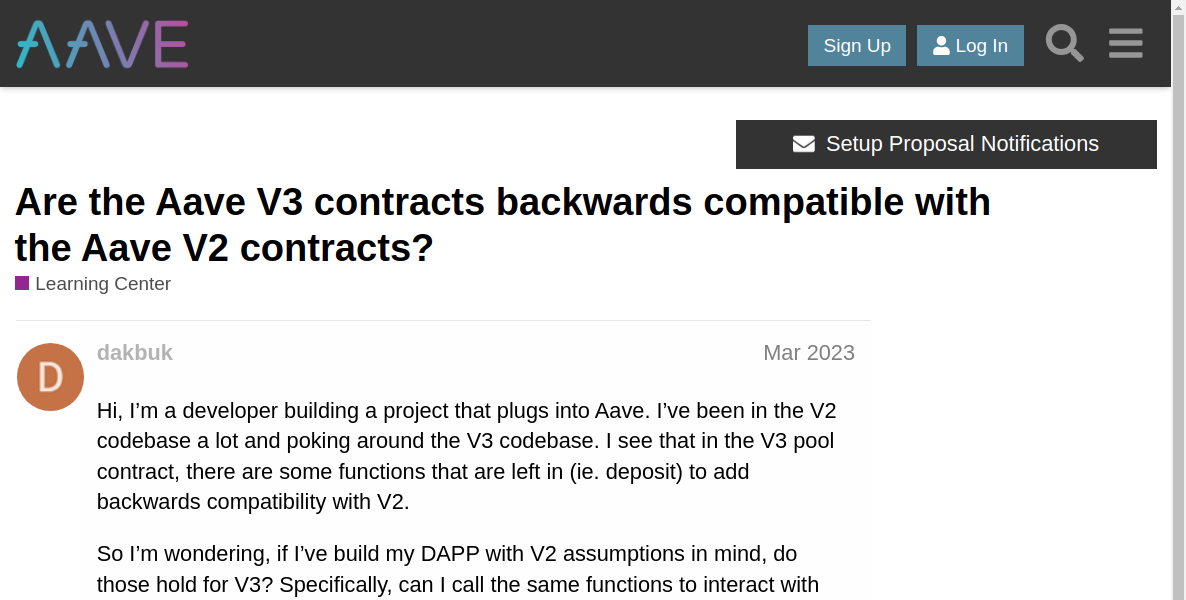 AAVE
Sign Up
Log In
Setup Proposal Notifications
Are the Aave V3 contracts backwards compatible with
the Aave V2 contracts?
Learning Center
D
dakbuk
Mar 2023
Hi, I’m a developer building a project that plugs into Aave. I’ve been in the V2
codebase a lot and poking around the V3 codebase. I see that in the V3 pool
contract, there are some functions that are left in (ie. deposit) to add
backwards compatibility with V2.
So I’m wondering, if I’ve build my DAPP with V2 assumptions in mind, do
those hold for V3? Specifically, can I call the same functions to interact with